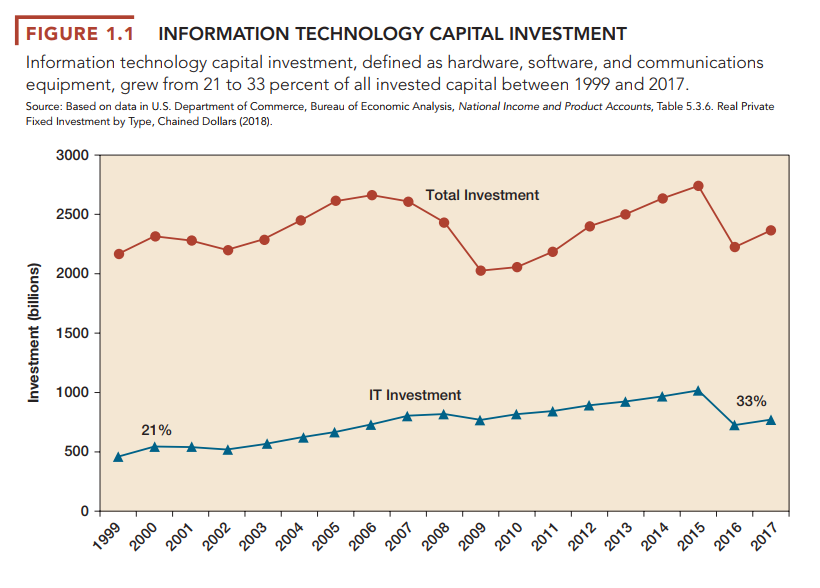 FIGURE 1.1 INFORMATION TECHNOLOGY CAPITAL INVESTMENT
Information technology capital investment, defined as hardware, software, and communications
equipment, grew from 21 to 33 percent of all invested capital between 1999 and 2017.
Source: Based on data in U.S. Department of Commerce, Bureau of Economic Analysis, National Income and Product Accounts, Table 5.3.6. Real Private
Fixed Investment by Type, Chained Dollars (2018).
3000
Total Investment
2500
2000
Investment (billions)
1500
1000
IT Investment
33%
21%
500
0
1999 2000 2001 2002 2003 2004 2005 2006 2007 2008 2009 2010 2011 2012 2013 2014 2015 2016 2017